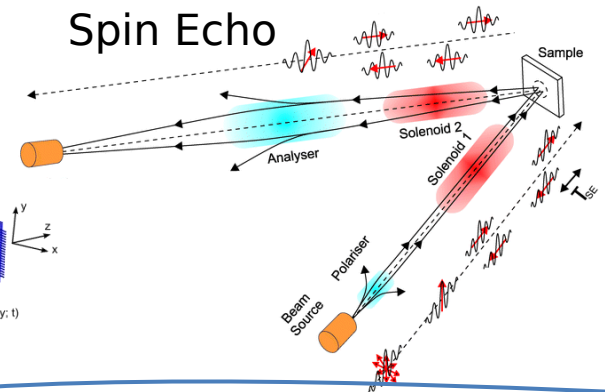 Spin Echo
Sample
Solenoid 2
Analyser
Solenoid 1
T SE
Polariser
Beam
Source
y
z
x
y; t)